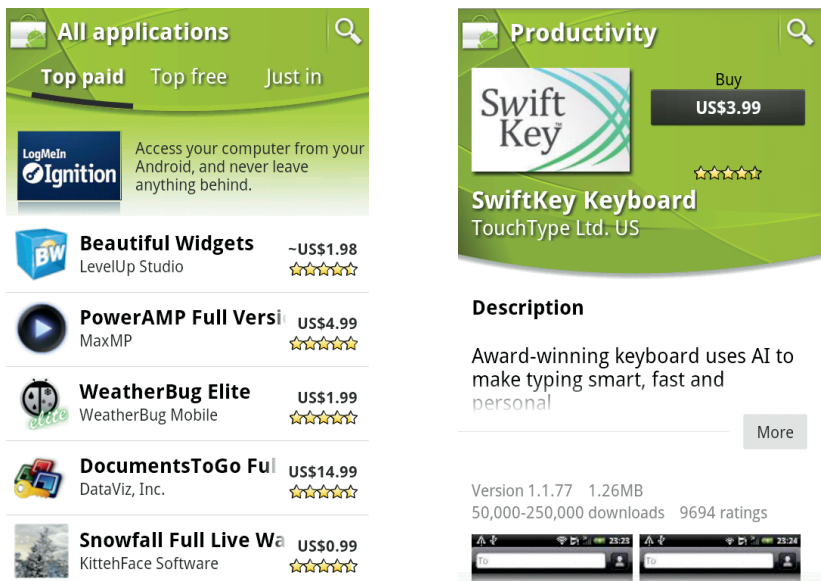 All applications
Top paid Top free Just in
LogMeIn
Ignition
Access your computer from your
Android, and never leave
anything behind.
BW
Beautiful Widgets
LevelUp Studio
~US$1.98
PowerAMP Full Versi
MaxMP
US$4.99
elite
WeatherBug Elite
WeatherBug Mobile
US$1.99
DocumentsToGo Ful
DataViz, Inc.
US$14.99
Snowfall Full Live Wa
KittehFace Software
US$0.99
Productivity
Swift
Key™
Buy
US$3.99
SwiftKey Keyboard
TouchType Ltd. US
Description
Award-winning keyboard uses AI to
make typing smart, fast and
personal
More
Version 1.1.77 1.26MB
50,000-250,000 downloads 9694 ratings
23:23
To
23:24
To